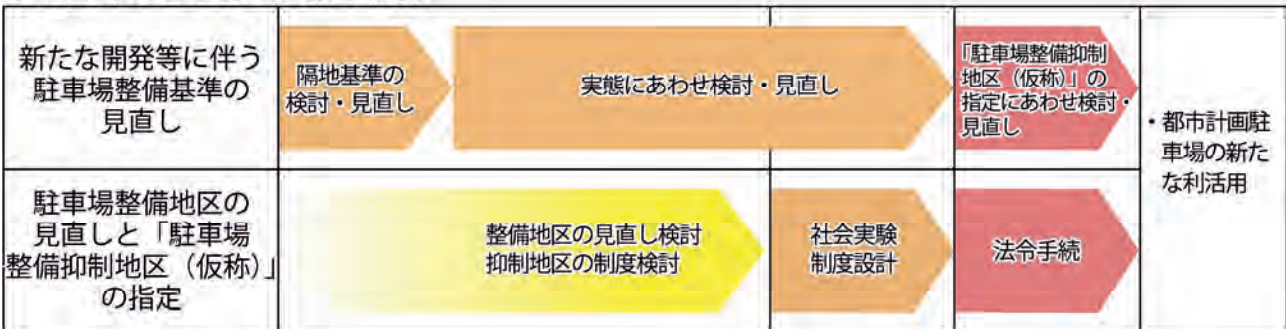 新たな開発等に伴う
駐車場整備基準の
見直し
隔地基準の
検討・見直し
実態にあわせ検討・見直し
「駐車場整備抑制
地区（仮称）」の
指定にあわせ検討・
見直し
・都市計画駐
車場の新た
な利活用
駐車場整備地区の
見直しと「駐車場
整備抑制地区（仮称）」
の指定
整備地区の見直し検討
抑制地区の制度検討
社会実験
制度設計
法令手続